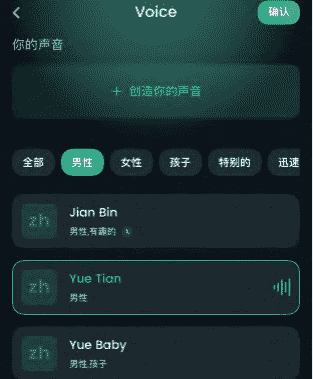 Voice
确认
你的声音
+ 创造你的声音
全部 男性 女性 孩子 特别的 迅速
zh
Jian Bin
男性,有趣的
zh
Yue Tian
男性
zh
Yue Baby
男性,孩子